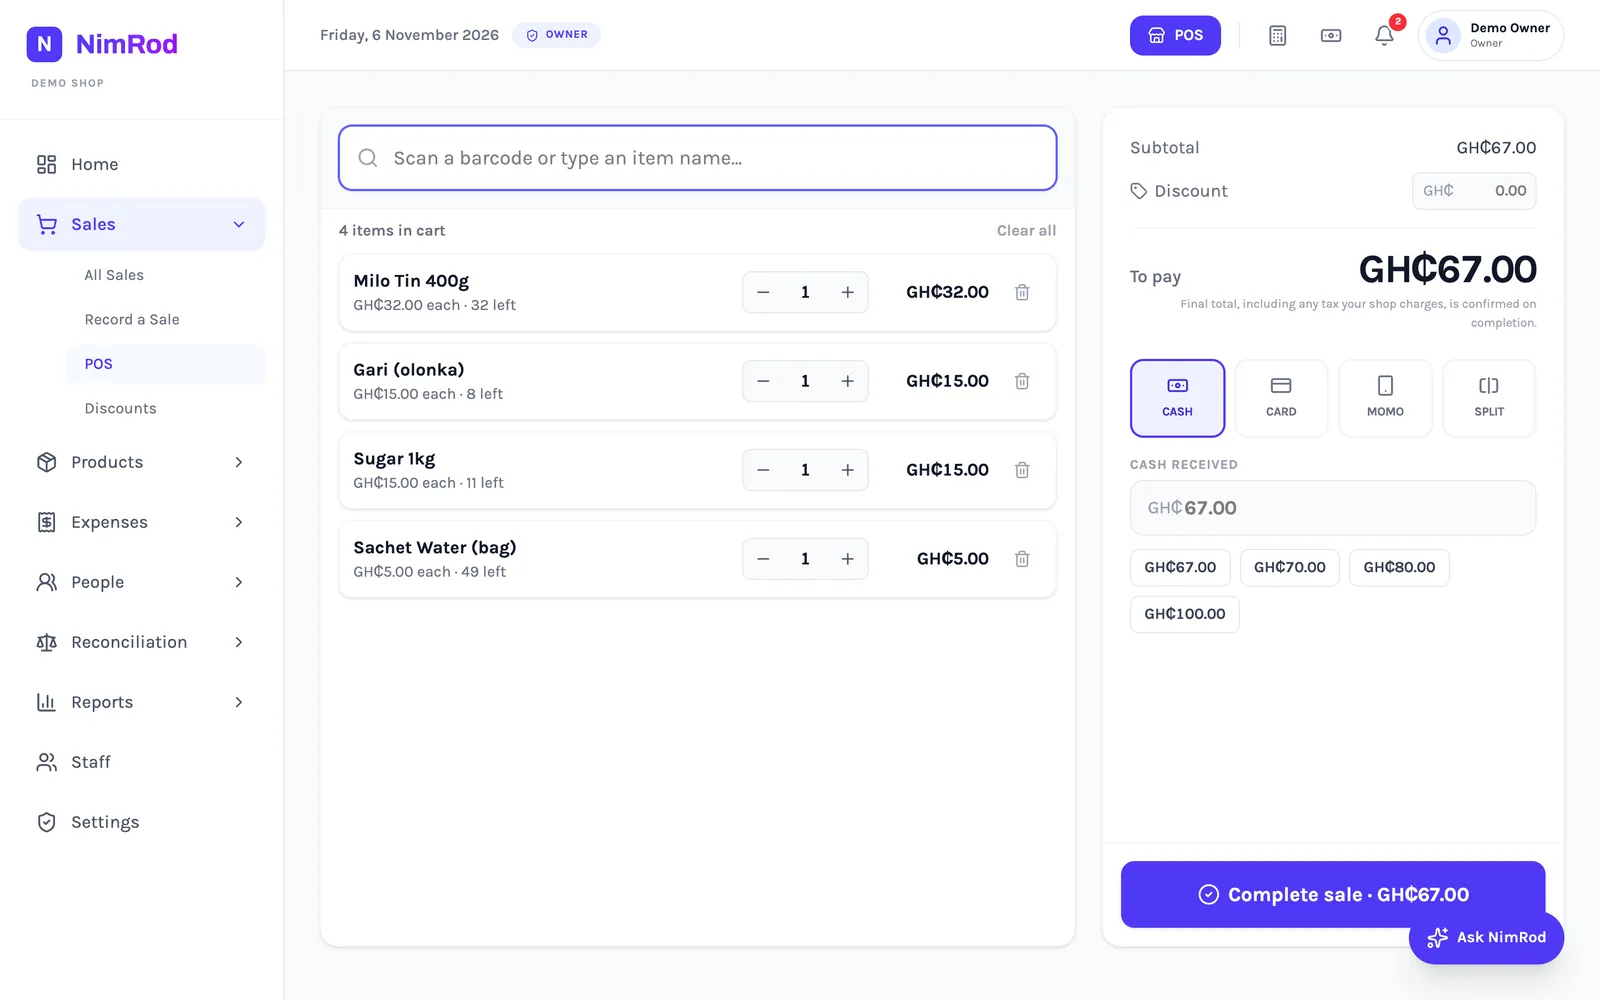 N NimRod
DEMO SHOP
Home
Sales
All Sales
Record a Sale
POS
Discounts
Products
Expenses
People
Reconciliation
Reports
Staff
Settings
Friday, 6 November 2026
OWNER
POS
2
Demo Owner
Owner
Scan a barcode or type an item name...
4 items in cart
Clear all
Milo Tin 400g
GH₵32.00 each · 32 left
1
GH₵32.00
Gari (olonka)
GH₵15.00 each · 8 left
1
GH₵15.00
Sugar 1kg
GH₵15.00 each · 11 left
1
GH₵15.00
Sachet Water (bag)
GH₵5.00 each · 49 left
1
GH₵5.00
Subtotal
GH₵67.00
Discount
GH₵ 0.00
To pay
GH₵67.00
Final total, including any tax your shop charges, is confirmed on
completion.
CASH
CARD
MOMO
SPLIT
CASH RECEIVED
GH₵ 67.00
GH₵67.00
GH₵70.00
GH₵80.00
GH₵100.00
Complete sale · GH₵67.00
Ask NimRod